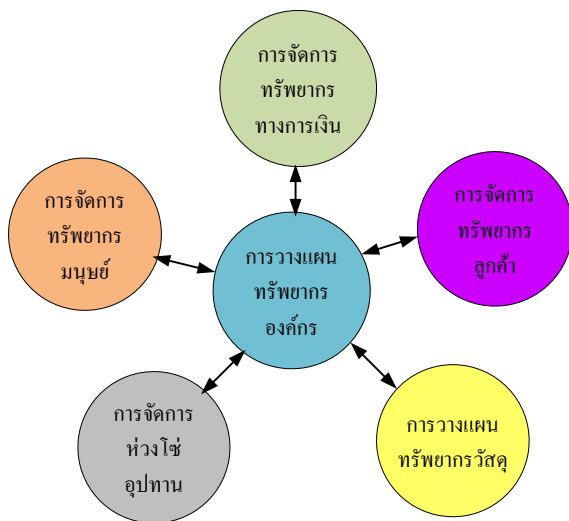 การจัดการ
ทรัพยากร
ทางการเงิน
การจัดการ
ทรัพยากร
มนุษย์
การจัดการ
ทรัพยากร
ลูกค้า
การวางแผน
ทรัพยากร
องค์กร
การจัดการ
ห่วงโซ่
อุปทาน
การวางแผน
ทรัพยากรวัสดุ